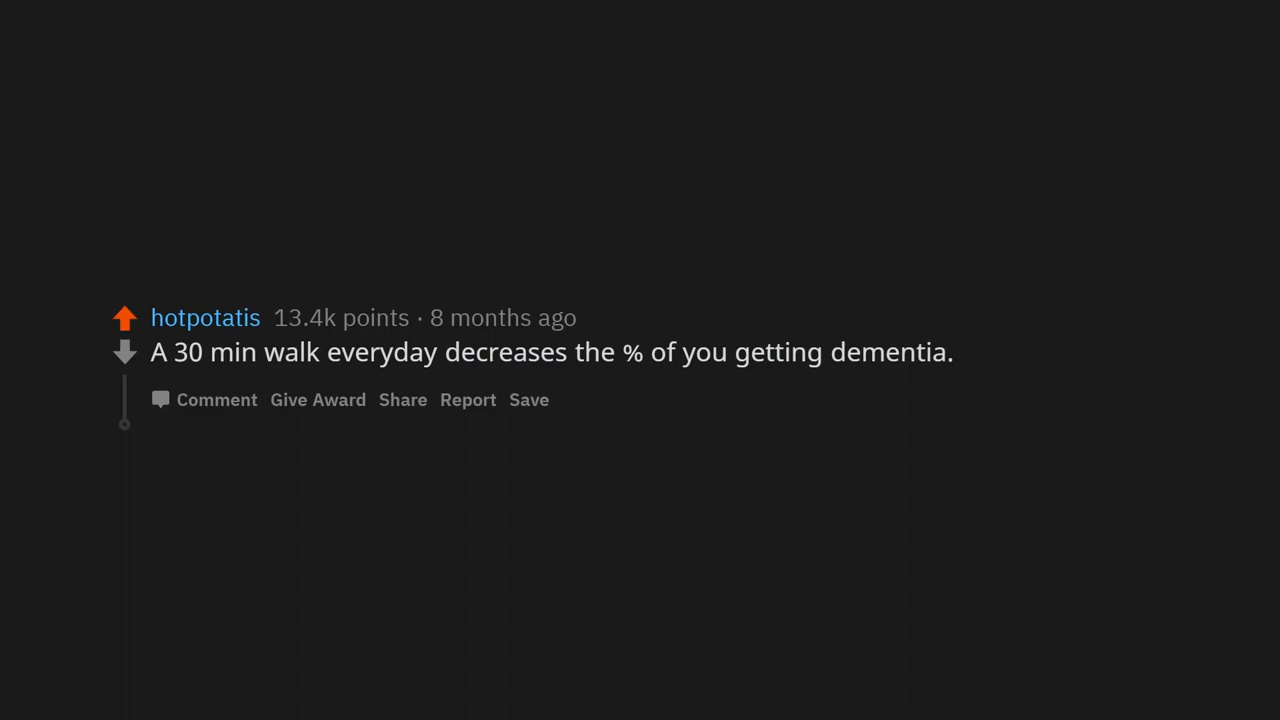 hotpotatis 13.4k points · 8 months ago
A 30 min walk everyday decreases the % of you getting dementia.
Comment Give Award Share Report Save